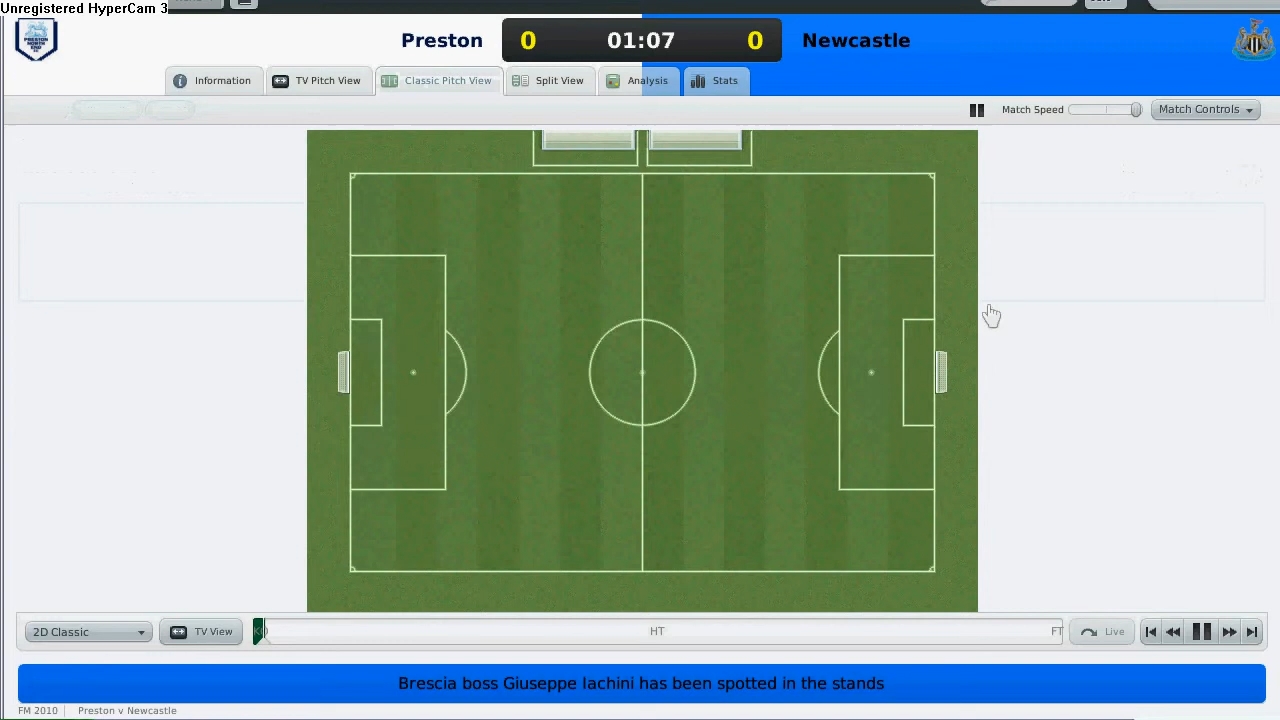 Unregistered HyperCam 3
Preston 0 01:07 0 Newcastle
Information TV Pitch View Classic Pitch View Split View Analysis Stats
Match Speed Match Controls
2D Classic TV View KO HT FT Live
Brescia boss Giuseppe Iachini has been spotted in the stands
FM 2010 Preston v Newcastle